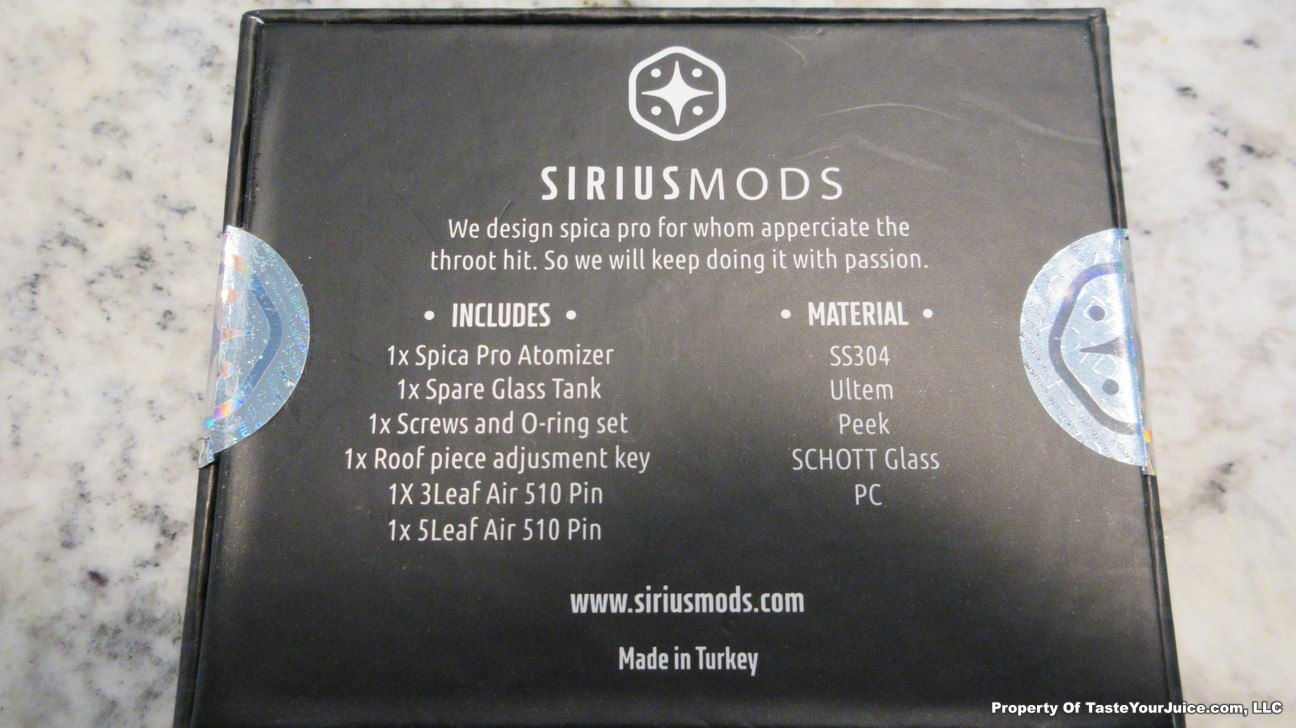 SIRIUSMODS
We design spica pro for whom apperciate the
throot hit. So we will keep doing it with passion.
• INCLUDES •
1x Spica Pro Atomizer
1x Spare Glass Tank
1x Screws and O-ring set
1x Roof piece adjusment key
1X 3Leaf Air 510 Pin
1x 5Leaf Air 510 Pin
• MATERIAL •
SS304
Ultem
Peek
SCHOTT Glass
PC
www.siriusmods.com
Made in Turkey
Property Of TasteYourJuice.com, LLC